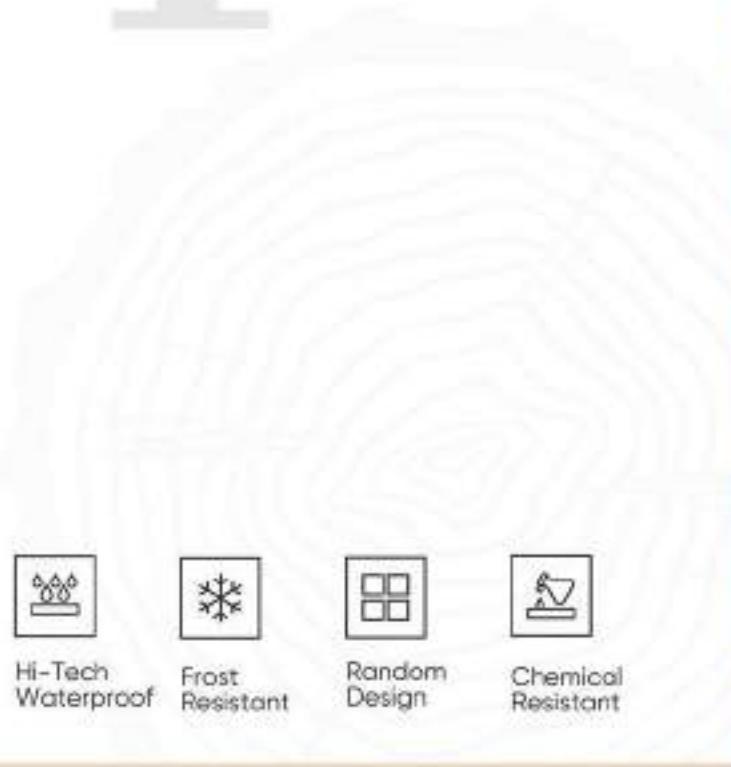 Hi-Tech
Waterproof
Frost
Resistant
Random
Design
Chemical
Resistant